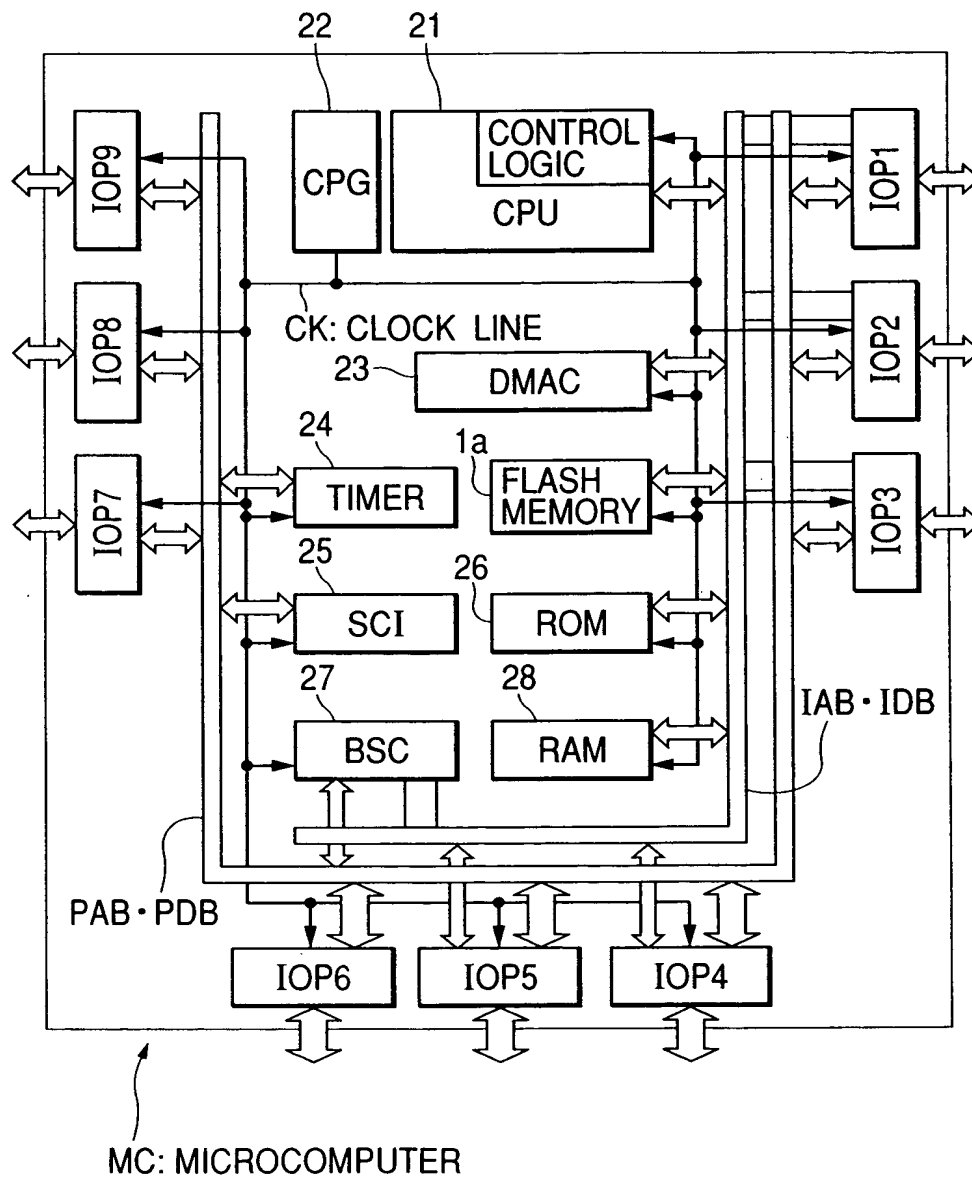 22
21
IOP9
CPG
CONTROL
LOGIC
CPU
IOP1
CK: CLOCK LINE
IOP8
IOP2
23
DMAC
24
TIMER
1a
FLASH
MEMORY
IOP7
IOP3
25
SCI
26
ROM
27
BSC
28
RAM
IAB・IDB
PAB・PDB
IOP6
IOP5
IOP4
MC: MICROCOMPUTER